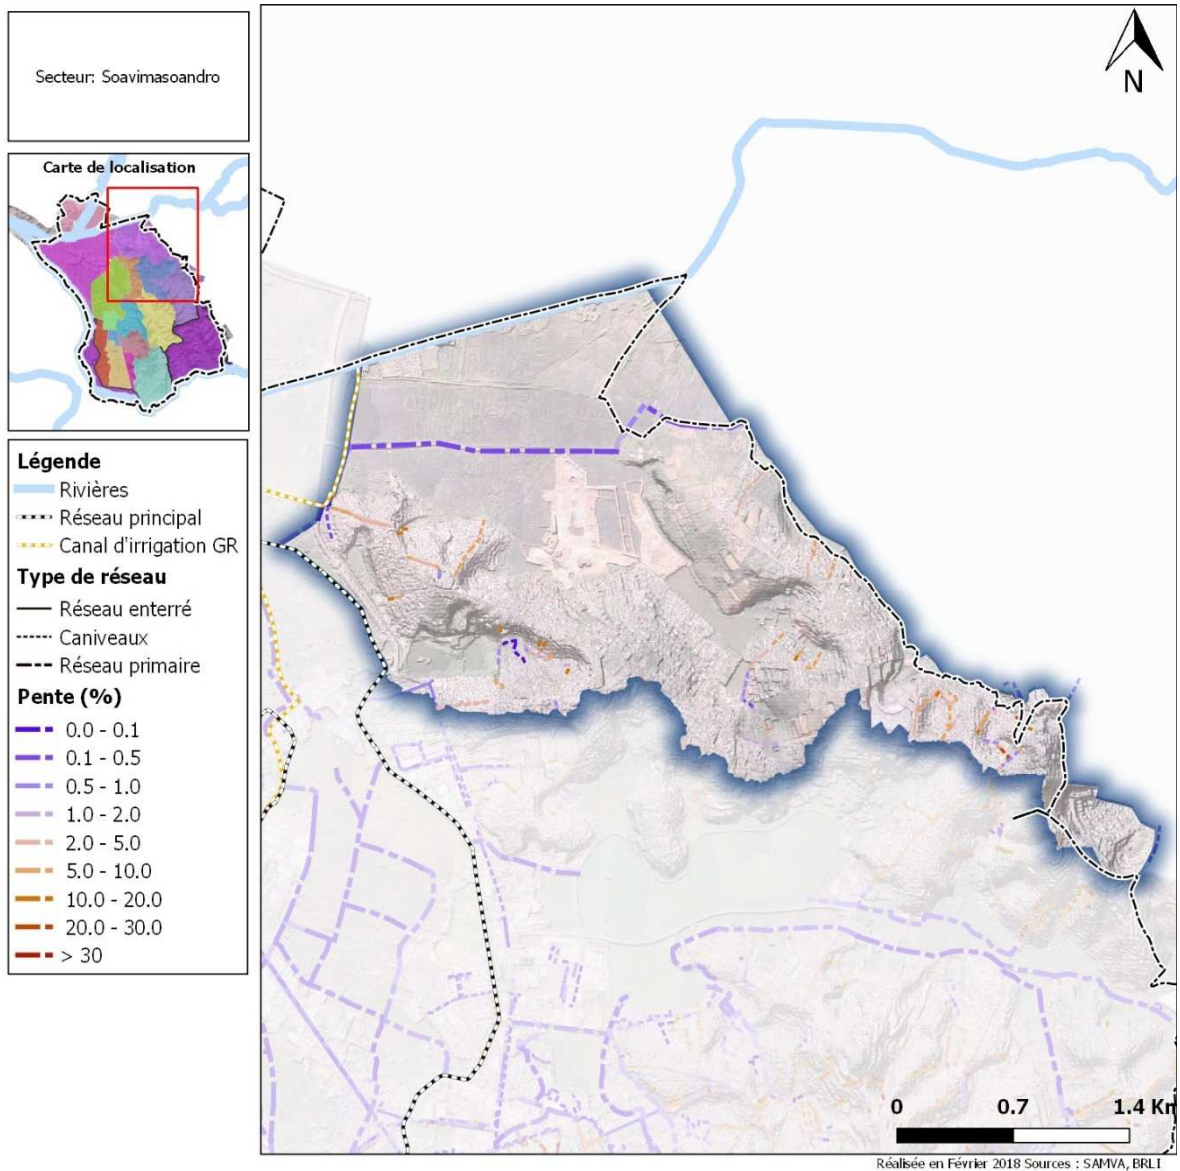 Secteur: Soavimasoandro
Carte de localisation
N
Légende
Rivières
Réseau principal
Canal d'irrigation GR
Type de réseau
Réseau enterré
Caniveaux
Réseau primaire
Pente (%)
0.0 - 0.1
0.1 - 0.5
0.5 - 1.0
1.0 - 2.0
2.0 - 5.0
5.0 - 10.0
10.0 - 20.0
20.0 - 30.0
> 30
0 0.7 1.4 Km
Réalisée en Février 2018 Sources : SAMVA, BRLI